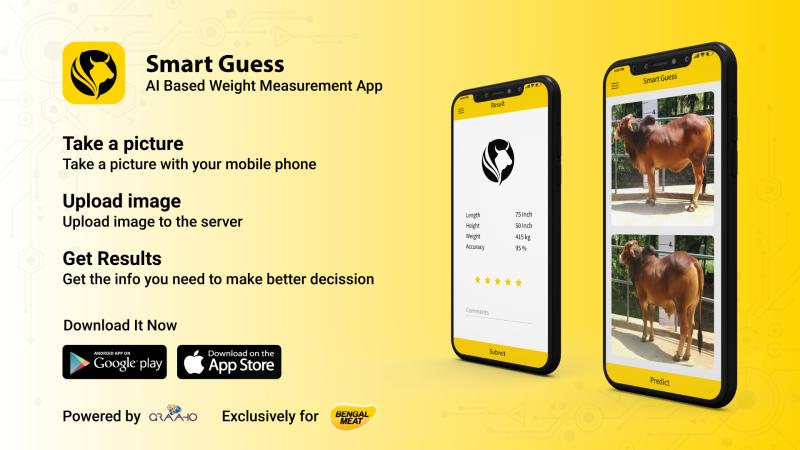 Smart Guess
AI Based Weight Measurement App
Take a picture
Take a picture with your mobile phone
Upload image
Upload image to the server
Get Results
Get the info you need to make better decission
Download It Now
ANDROID APP ON
Google play
Download on the
App Store
Powered by
Exclusively for
BENGAL
MEAT
Result
Length 75 Inch
Height 50 Inch
Weight 415 kg
Accuracy 95 %
Comments
Submit
Smart Guess
Predict